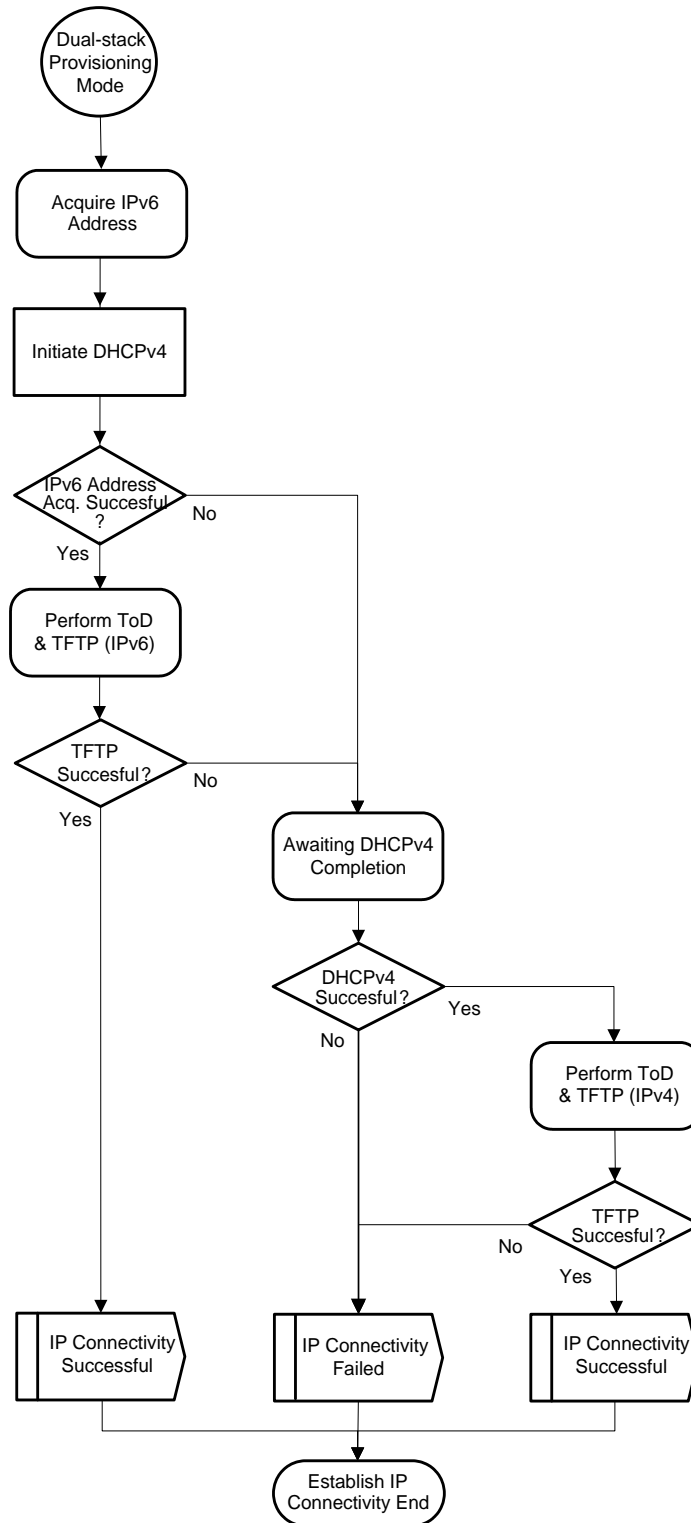 Dual-stack
Provisioning
Mode
Acquire IPv6
Address
Initiate DHCPv4
IPv6 Address
Acq. Succesful
?
No
Yes
Perform ToD
& TFTP (IPv6)
TFTP
Succesful?
No
Yes
Awaiting DHCPv4
Completion
DHCPv4
Succesful?
Yes
No
Perform ToD
& TFTP (IPv4)
TFTP
Succesful?
No
Yes
IP Connectivity
Successful
IP Connectivity
Failed
IP Connectivity
Successful
Establish IP
Connectivity End